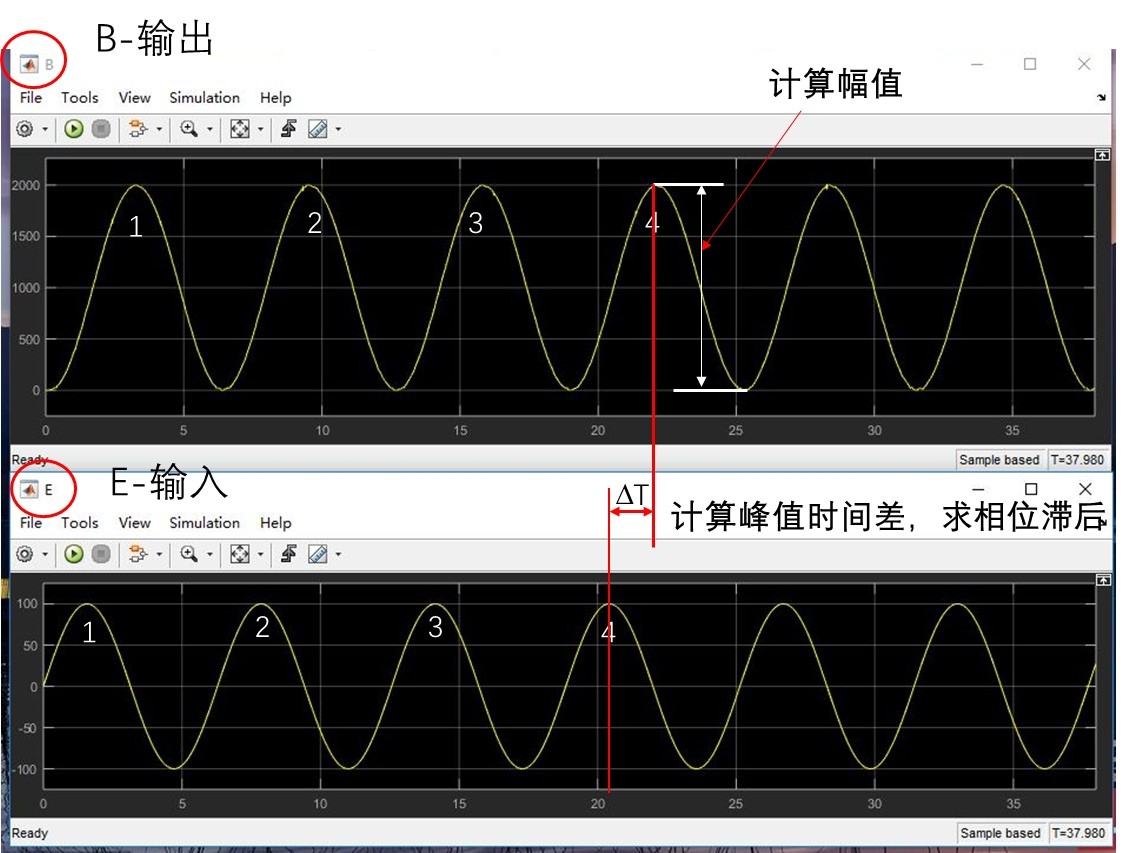 B-输出
B
计算幅值
File Tools View Simulation Help
2000
1500
1000
500
0
1 2 3 4
0 5 10 15 20 25 30 35
Ready Sample based T=37.980
E-输入
E
ΔT
计算峰值时间差，求相位滞后
File Tools View Simulation Help
100
50
0
-50
-100
1 2 3 4
0 5 10 15 20 25 30 35
Ready Sample based T=37.980